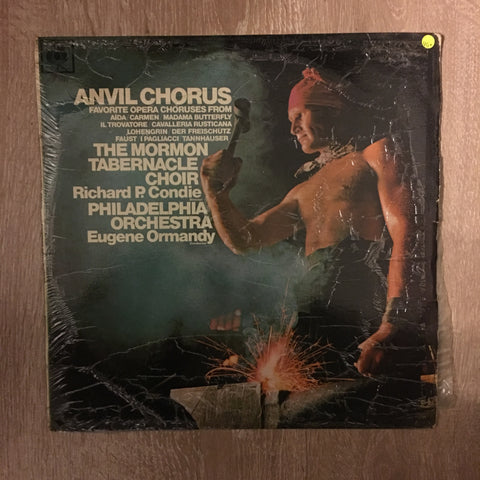 ANVIL CHORUS
FAVORITE OPERA CHORUSES FROM
AIDA CARMEN MADAMA BUTTERFLY
IL TROVATORE CAVALLERIA RUSTICANA
LOHENGRIN DER FREISCHUTZ
FAUST I PAGLIACCI TANNHAUSER
THE MORMON
TABERNACLE
CHOIR
Richard P. Condie
PHILADELPHIA
ORCHESTRA
Eugene Ormandy